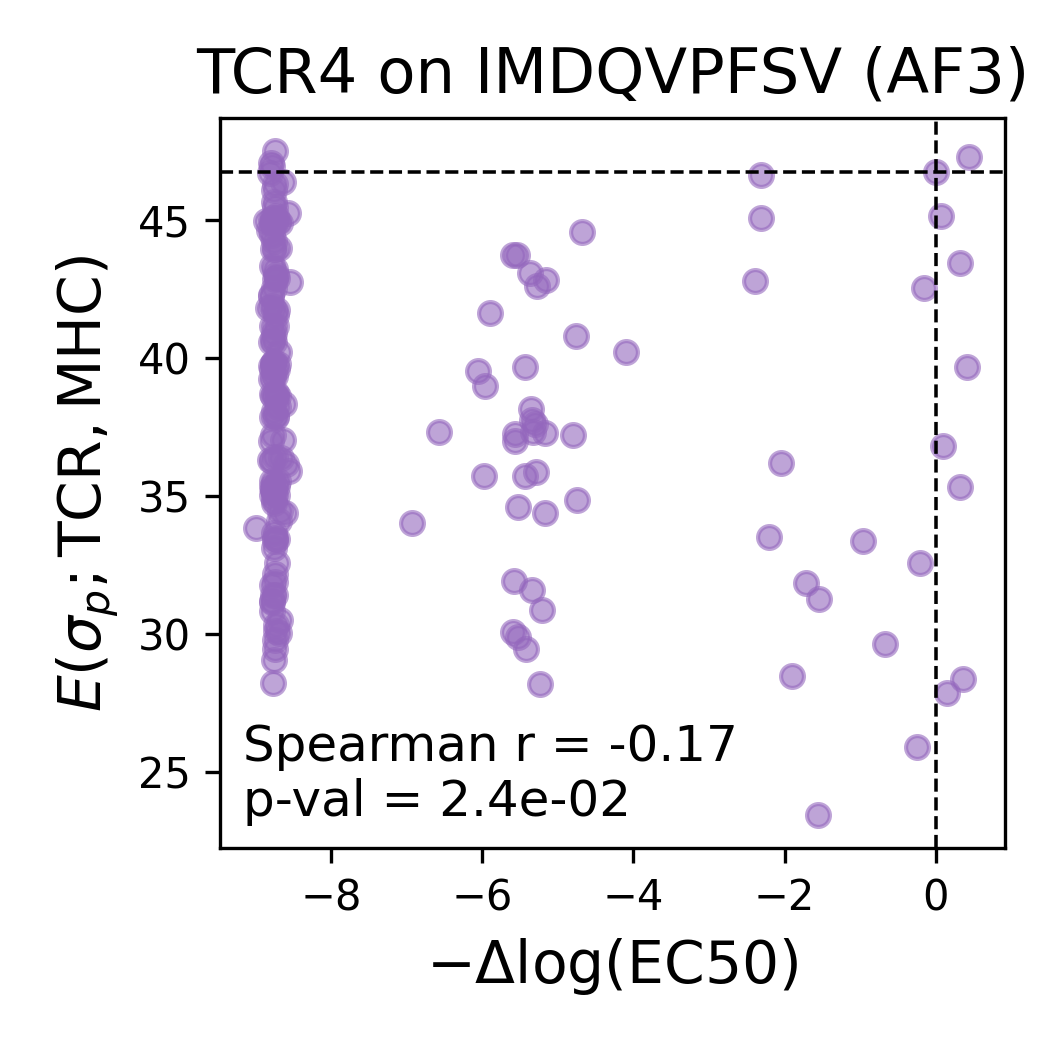 TCR4 on IMDQVPFSV (AF3)
E(σp; TCR, MHC)
45
40
35
30
25
Spearman r = -0.17
p-val = 2.4e-02
−8
−6
−4
−2
0
−Δlog(EC50)